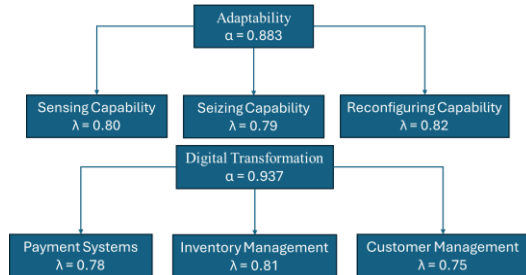 Adaptability
α = 0.883
Sensing Capability
λ = 0.80
Seizing Capability
λ = 0.79
Reconfiguring Capability
λ = 0.82
Digital Transformation
α = 0.937
Payment Systems
λ = 0.78
Inventory Management
λ = 0.81
Customer Management
λ = 0.75